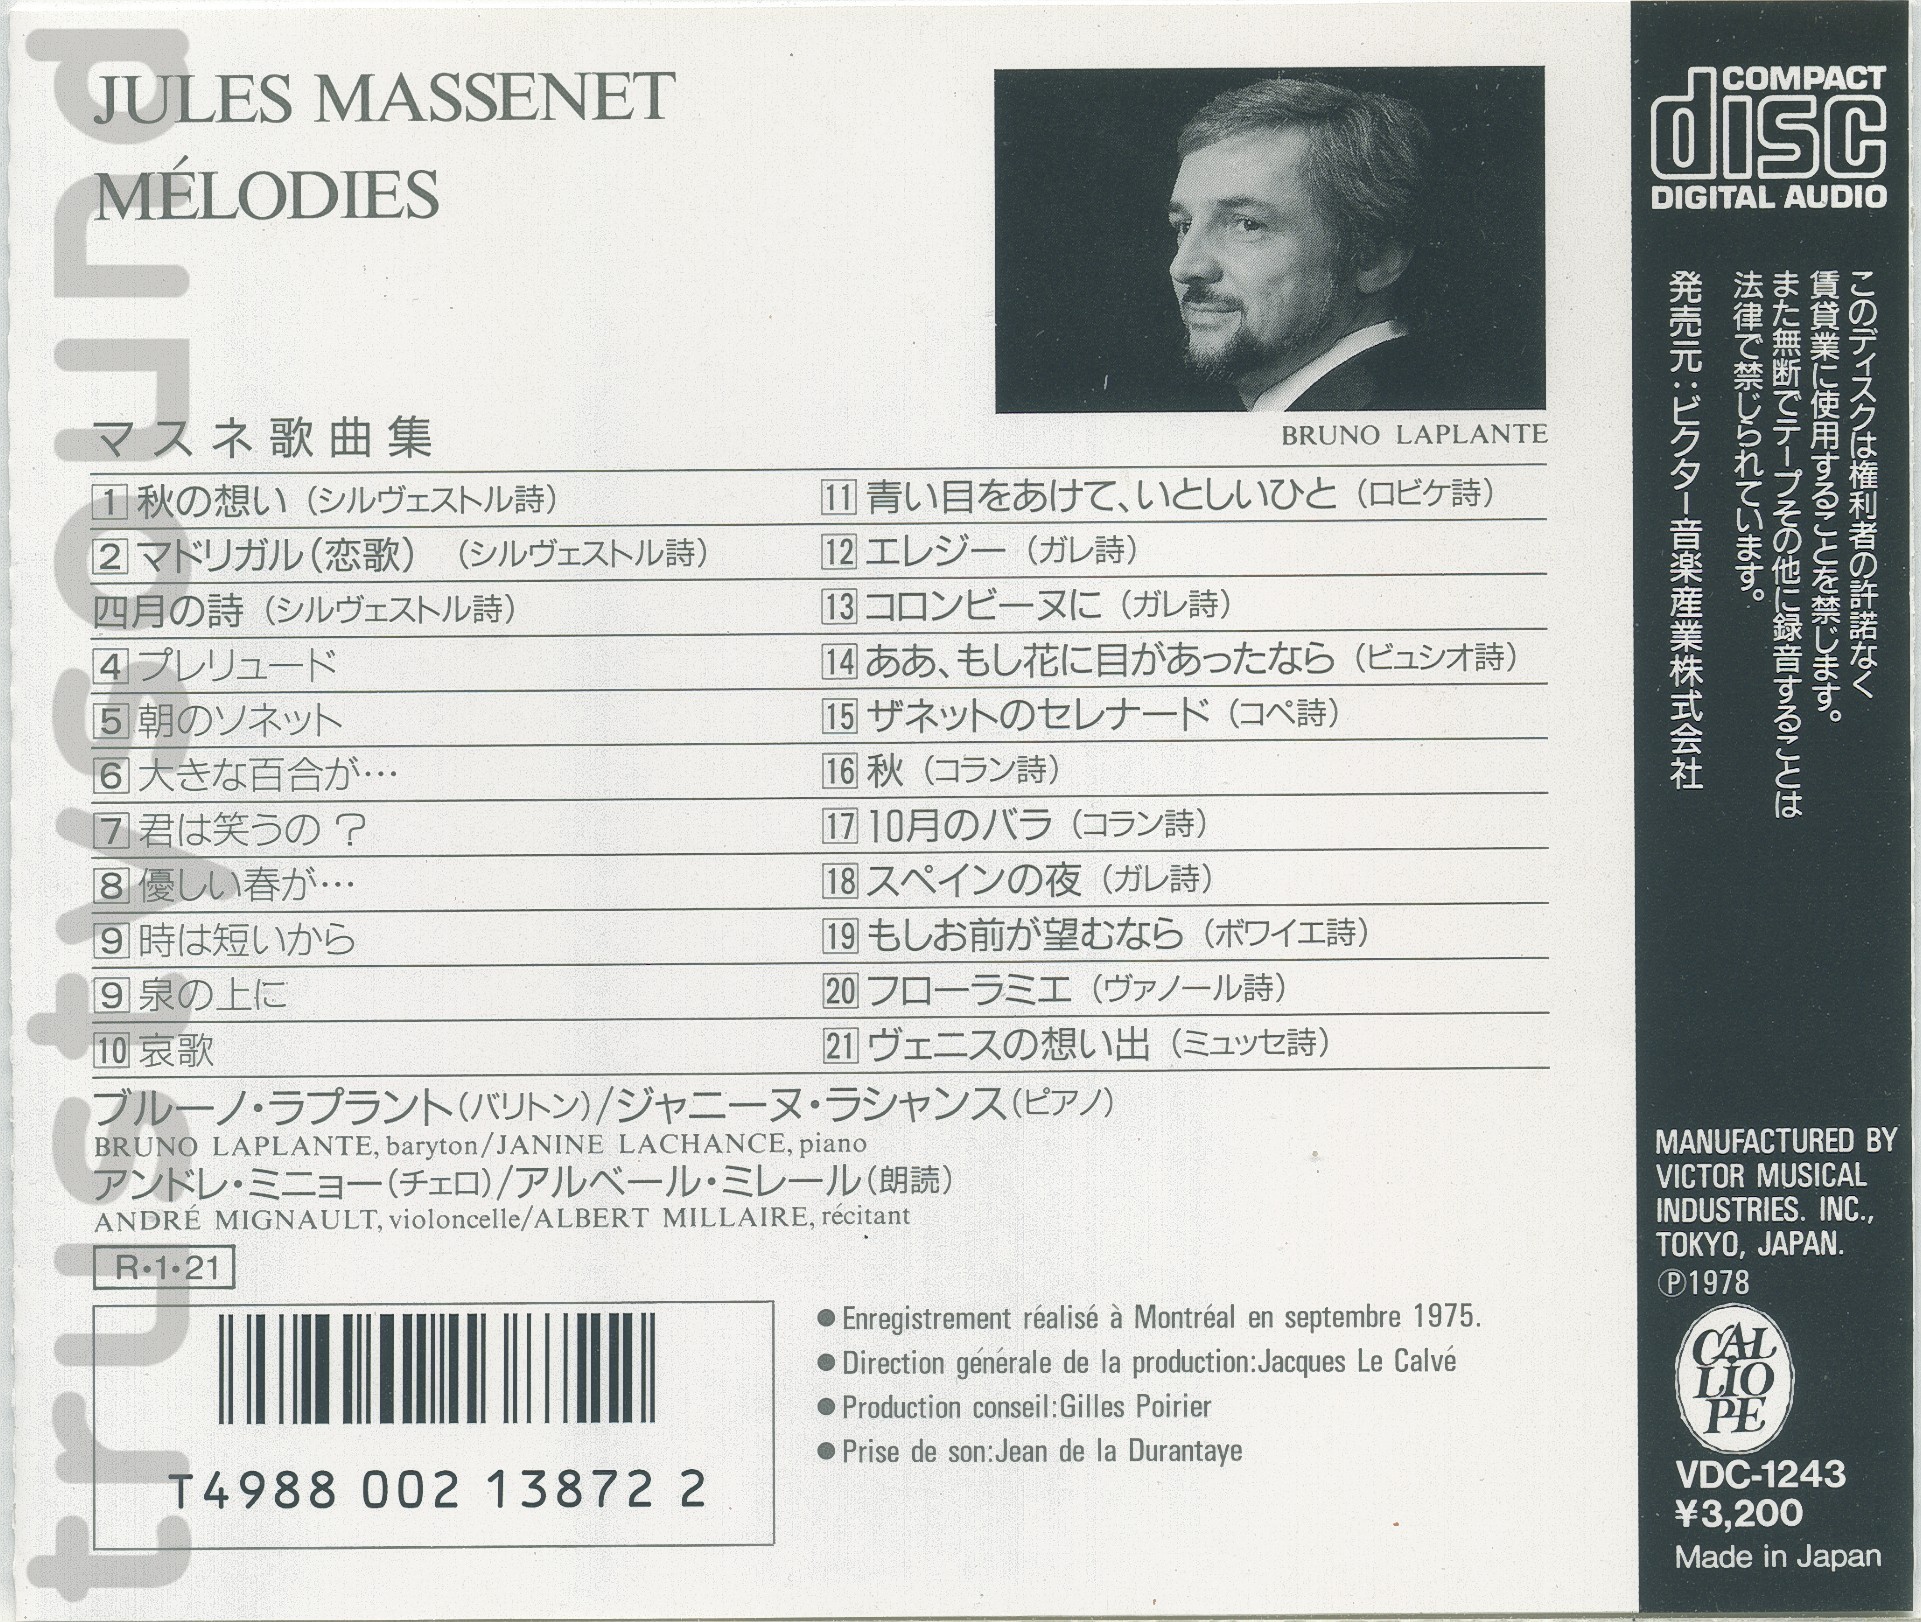 JULES MASSENET
MÉLODIES
マスネ歌曲集
BRUNO LAPLANTE
1 秋の想い（シルヴェストル詩）
2 マドリガル（恋歌）（シルヴェストル詩）
四月の詩（シルヴェストル詩）
4 プレリュード
5 朝のソネット
6 大きな百合が…
7 君は笑うの？
8 優しい春が…
9 時は短いから
9 泉の上に
10 哀歌
11 青い目をあけて、いとしいひと（ロビケ詩）
12 エレジー（ガレ詩）
13 コロンビーヌに（ガレ詩）
14 ああ、もし花に目があったなら（ビュシオ詩）
15 ザネットのセレナード（コペ詩）
16 秋（コラン詩）
17 10月のバラ（コラン詩）
18 スペインの夜（ガレ詩）
19 もしお前が望むなら（ボワイエ詩）
20 フローラミエ（ヴァノール詩）
21 ヴェニスの想い出（ミュッセ詩）
ブルーノ・ラプラント（バリトン）/ジャニーヌ・ラシャンス（ピアノ）
BRUNO LAPLANTE, baryton/JANINE LACHANCE, piano
アンドレ・ミニョー（チェロ）/アルベール・ミレール（朗読）
ANDRÉ MIGNAULT, violoncelle/ALBERT MILLAIRE, récitant
R・1・21
T4988 002 13872 2
●Enregistrement réalisé à Montréal en septembre 1975.
●Direction générale de la production:Jacques Le Calvé
●Production conseil:Gilles Poirier
●Prise de son:Jean de la Durantaye
COMPACT
disc
DIGITAL AUDIO
このディスクは権利者の許諾なく
賃貸業に使用することを禁じます。
また無断でテープその他に録音することは
法律で禁じられています。
発売元：ビクター音楽産業株式会社
MANUFACTURED BY
VICTOR MUSICAL
INDUSTRIES. INC.,
TOKYO, JAPAN.
Ⓟ1978
CAL
LIO
PE
VDC-1243
¥3,200
Made in Japan
trustysound